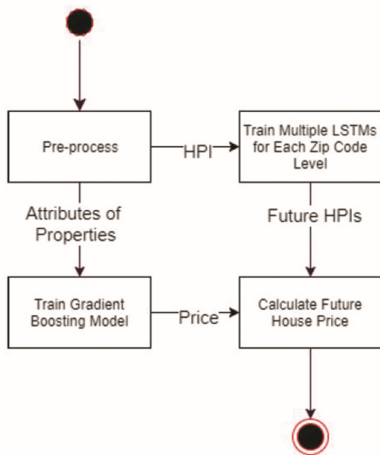 Pre-process
HPI
Train Multiple LSTMs
for Each Zip Code
Level
Attributes of
Properties
Future HPIs
Train Gradient
Boosting Model
Price
Calculate Future
House Price